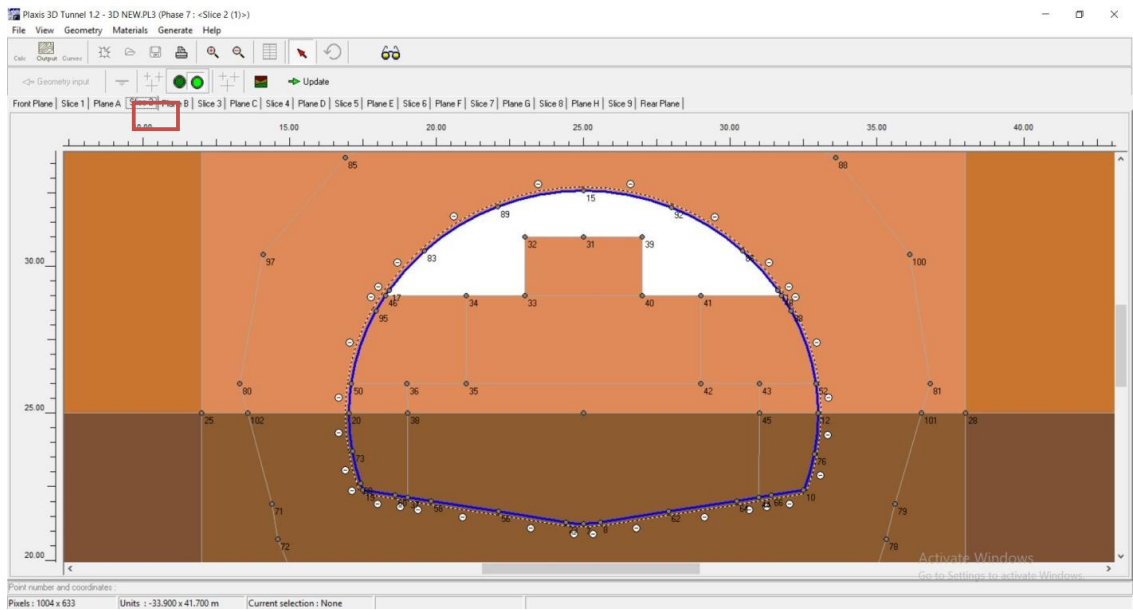 Plaxis 3D Tunnel 1.2 - 3D NEW.PL3 (Phase 7 : <Slice 2 (1)>)
File View Geometry Materials Generate Help
Calc Output Curves
Geometry input Update
Front Plane Slice 1 Plane A Slice 2 Plane B Slice 3 Plane C Slice 4 Plane D Slice 5 Plane E Slice 6 Plane F Slice 7 Plane G Slice 8 Plane H Slice 9 Rear Plane
10.00 15.00 20.00 25.00 30.00 35.00 40.00
85 88
15
89 92
32 31 39
83
97 100
30.00
17
46 34 33 40 41
95
50 36 35 42 43 52
80 81
25.00
25 102 20 38 45 12 101 28
73 76
19 10
58 66
56 62
8
71 79
72 78
20.00
Activate Windows
Go to Settings to activate Windows.
Point number and coordinates :
Pixels : 1004 x 633 Units : -33.900 x 41.700 m Current selection : None